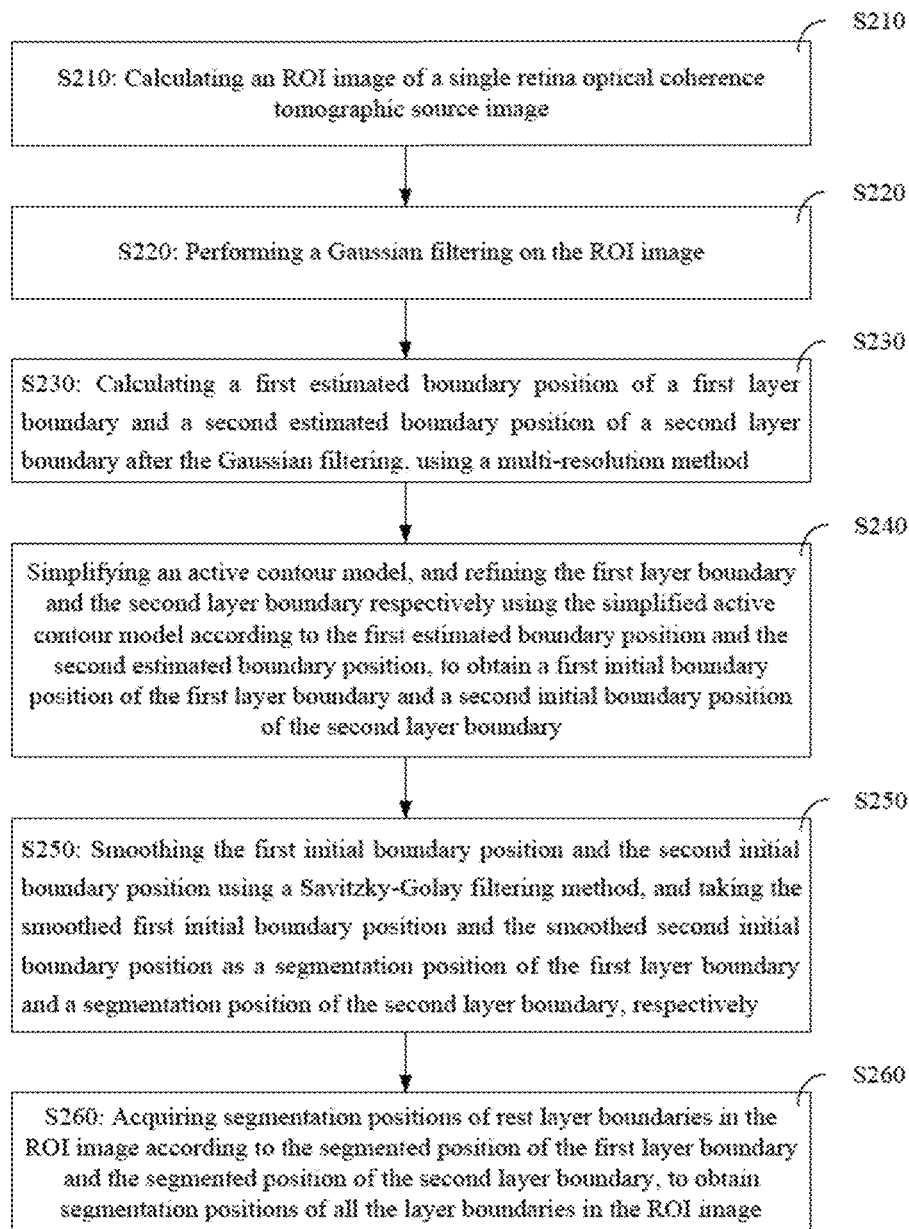 S210
S210: Calculating an ROI image of a single retina optical coherence
tomographic source image
S220
S220: Performing a Gaussian filtering on the ROI image
S230
S230: Calculating a first estimated boundary position of a first layer
boundary and a second estimated boundary position of a second layer
boundary after the Gaussian filtering, using a multi-resolution method
S240
Simplifying an active contour model, and refining the first layer boundary
and the second layer boundary respectively using the simplified active
contour model according to the first estimated boundary position and the
second estimated boundary position, to obtain a first initial boundary
position of the first layer boundary and a second initial boundary position
of the second layer boundary
S250
S250: Smoothing the first initial boundary position and the second initial
boundary position using a Savitzky-Golay filtering method, and taking the
smoothed first initial boundary position and the smoothed second initial
boundary position as a segmentation position of the first layer boundary
and a segmentation position of the second layer boundary, respectively
S260
S260: Acquiring segmentation positions of rest layer boundaries in the
ROI image according to the segmented position of the first layer boundary
and the segmented position of the second layer boundary, to obtain
segmentation positions of all the layer boundaries in the ROI image